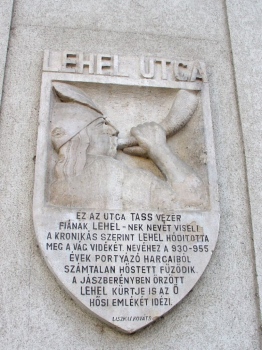 LEHEL UTCA
EZ AZ UTCA TASS VEZÉR
FIÁNAK LEHEL-NEK NEVÉT VISELI
A KRÓNIKÁS SZERINT LEHEL HÓDÍTOTTA
MEG A VÁG VIDÉKÉT. NEVÉHEZ A 930-955
ÉVEK PORTYÁZÓ HARCAIBÓL
SZÁMTALAN HŐSTETT FŰZŐDIK.
A JÁSZBERÉNYBEN ŐRZÖTT
LEHEL KÜRTJE IS AZ Ő
HŐSI EMLÉKÉT IDÉZI.